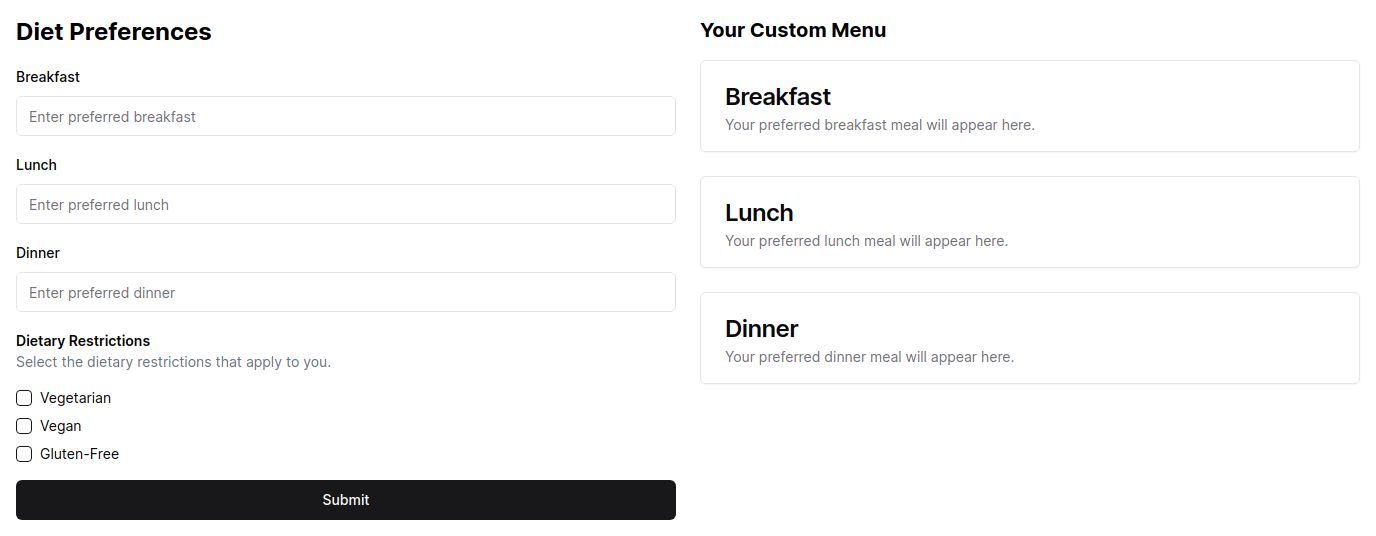 Diet Preferences
Breakfast
Enter preferred breakfast
Lunch
Enter preferred lunch
Dinner
Enter preferred dinner
Dietary Restrictions
Select the dietary restrictions that apply to you.
Vegetarian
Vegan
Gluten-Free
Submit
Your Custom Menu
Breakfast
Your preferred breakfast meal will appear here.
Lunch
Your preferred lunch meal will appear here.
Dinner
Your preferred dinner meal will appear here.